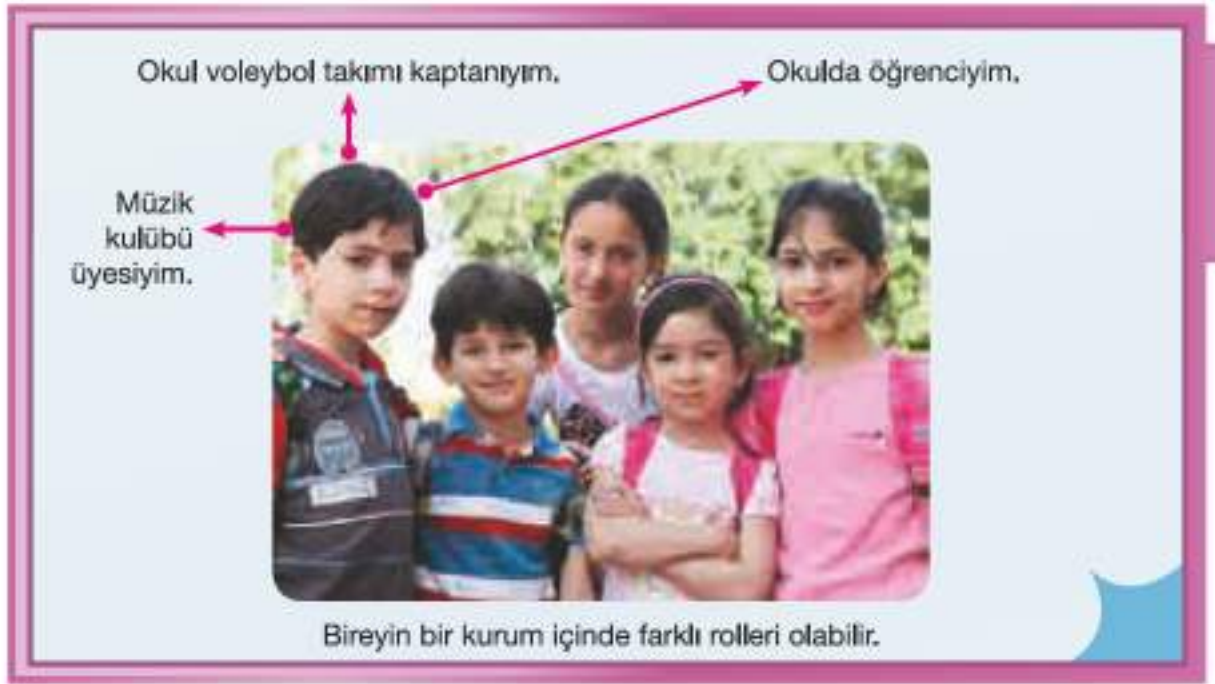 Okul voleybol takımı kaptanıyım.
Okulda öğrenciyim.
Müzik
kulübü
üyesiyim.
Bireyin bir kurum içinde farklı rolleri olabilir.